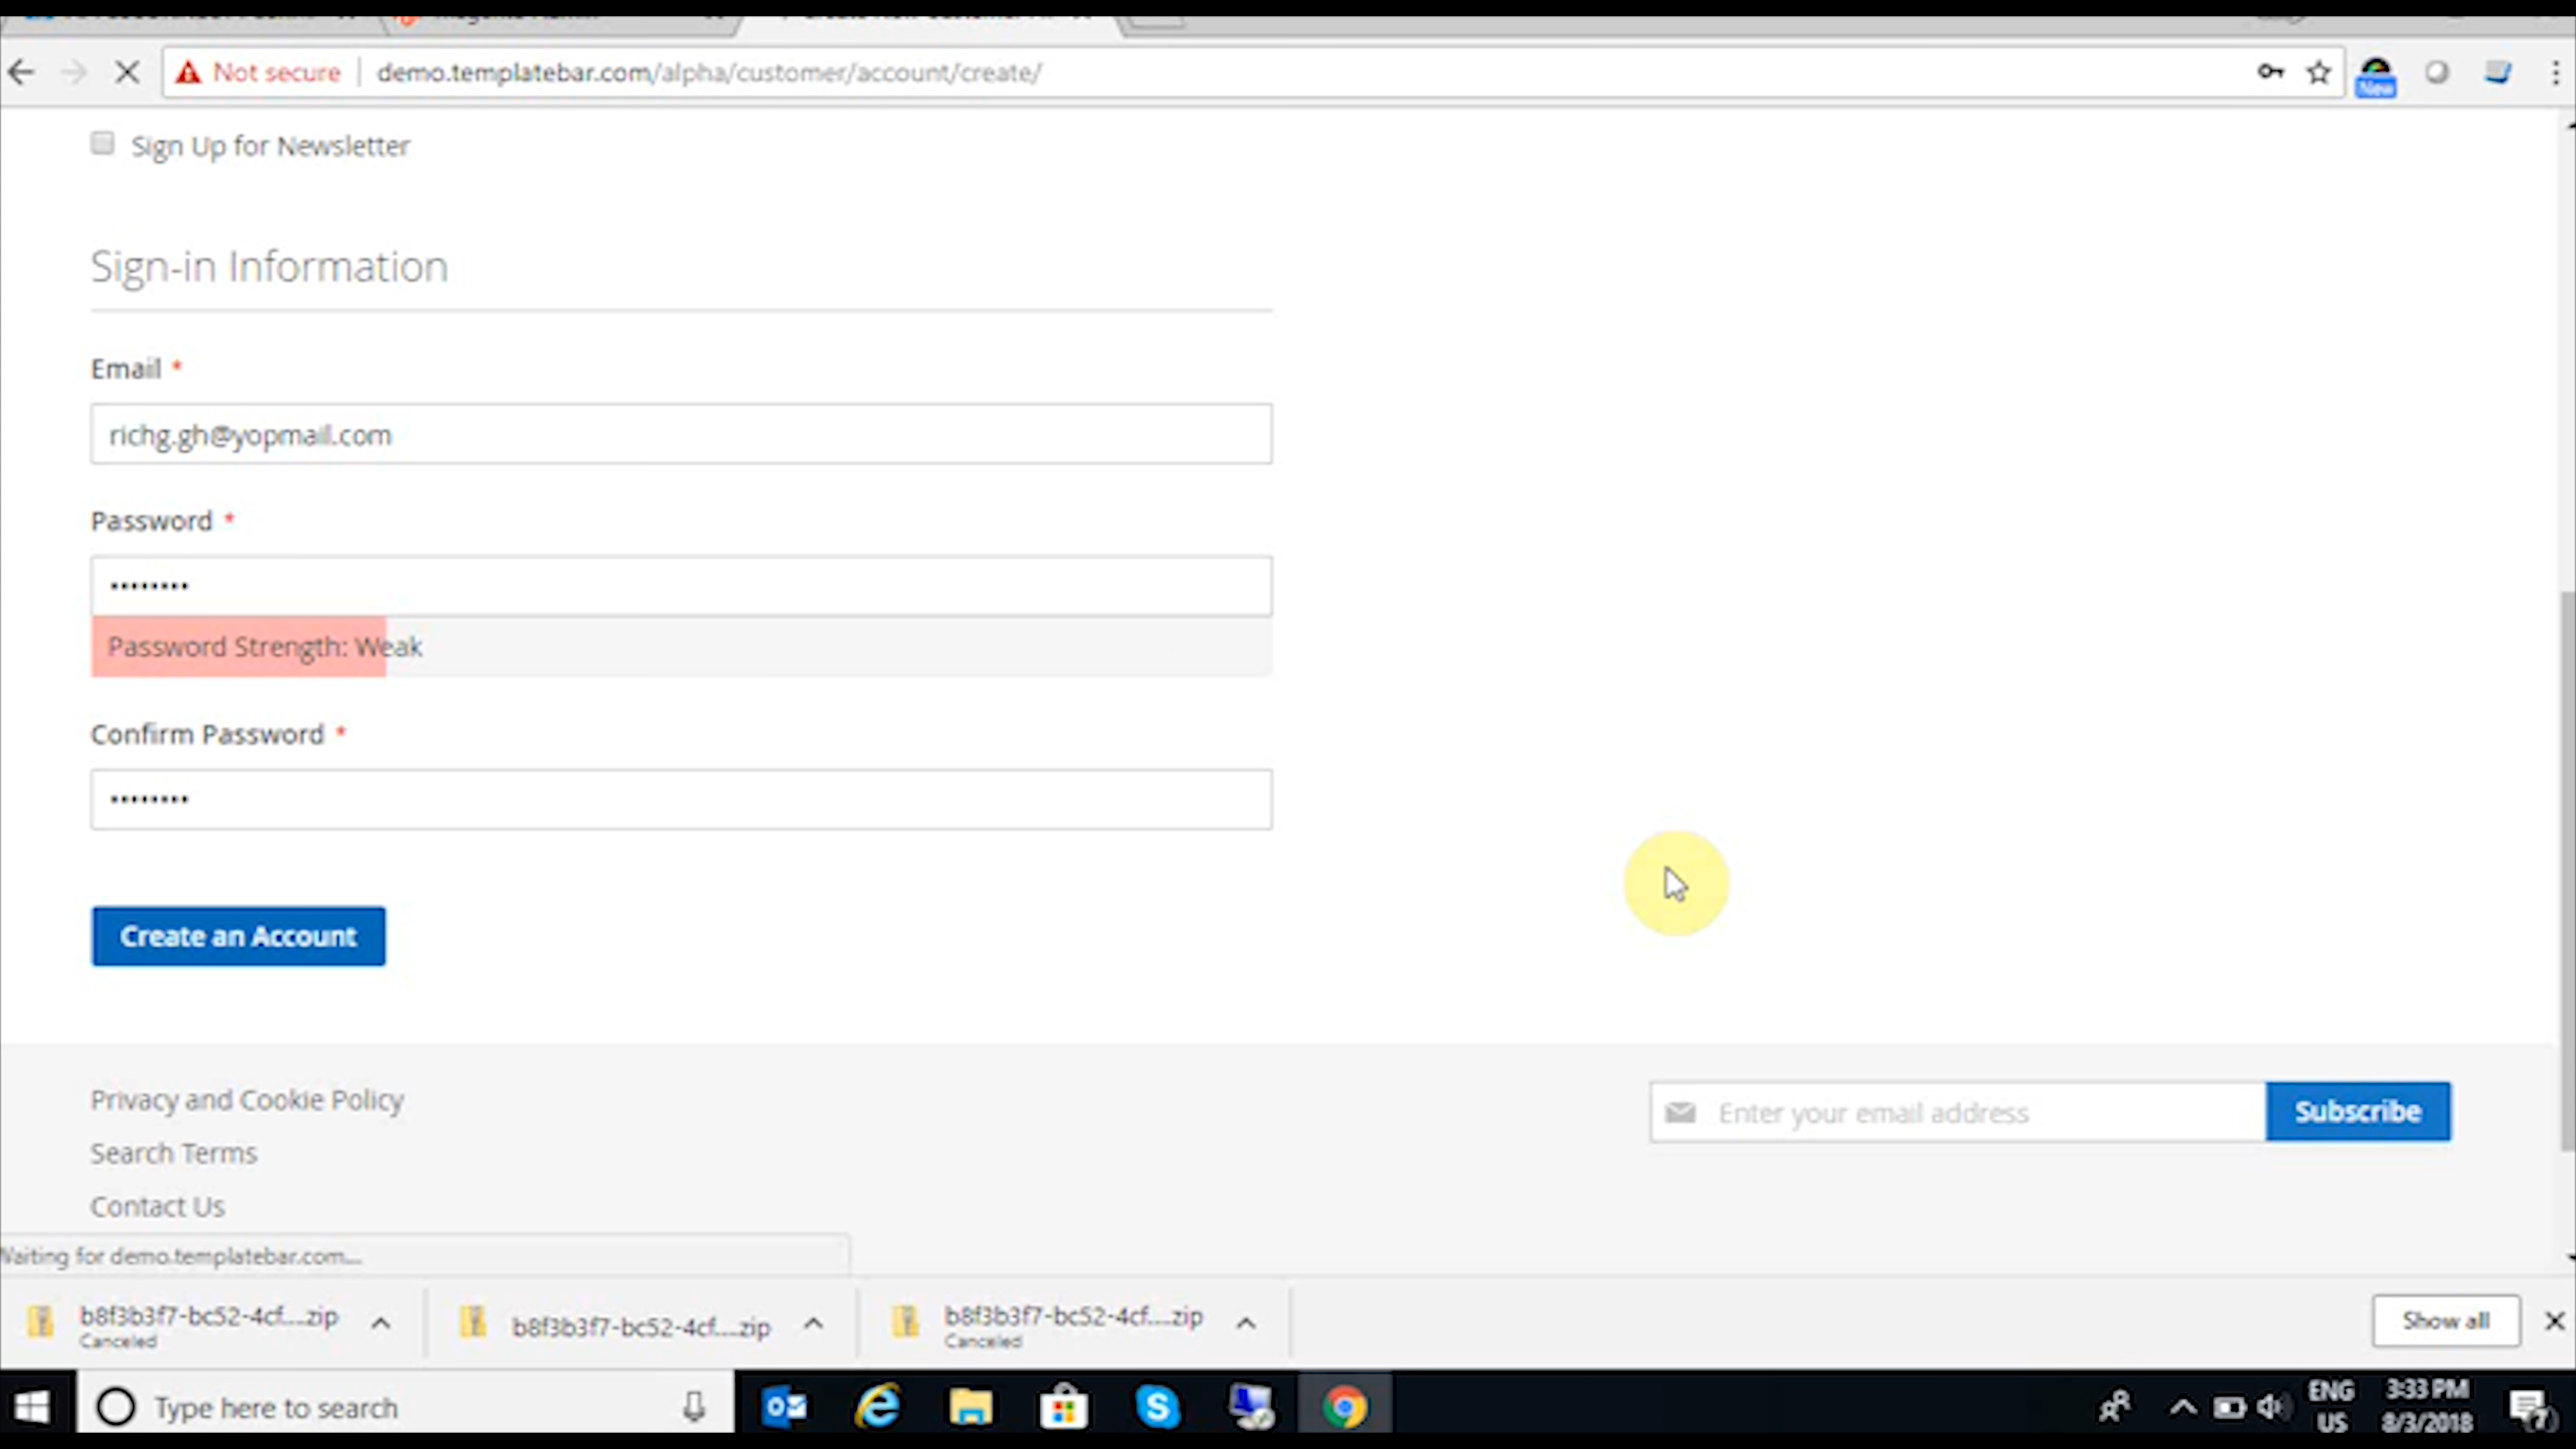 Not secure demo.templatebar.com/alpha/customer/account/create/
New
Sign Up for Newsletter
Sign-in Information
Email *
richg.gh@yopmail.com
Password *
••••••••
Password Strength: Weak
Confirm Password *
••••••••
Create an Account
Privacy and Cookie Policy
Enter your email address
Subscribe
Search Terms
Contact Us
Waiting for demo.templatebar.com...
b8f3b3f7-bc52-4cf....zip
Canceled
b8f3b3f7-bc52-4cf....zip
b8f3b3f7-bc52-4cf....zip
Canceled
Show all
Type here to search
ENG
US
3:33 PM
8/3/2018
7